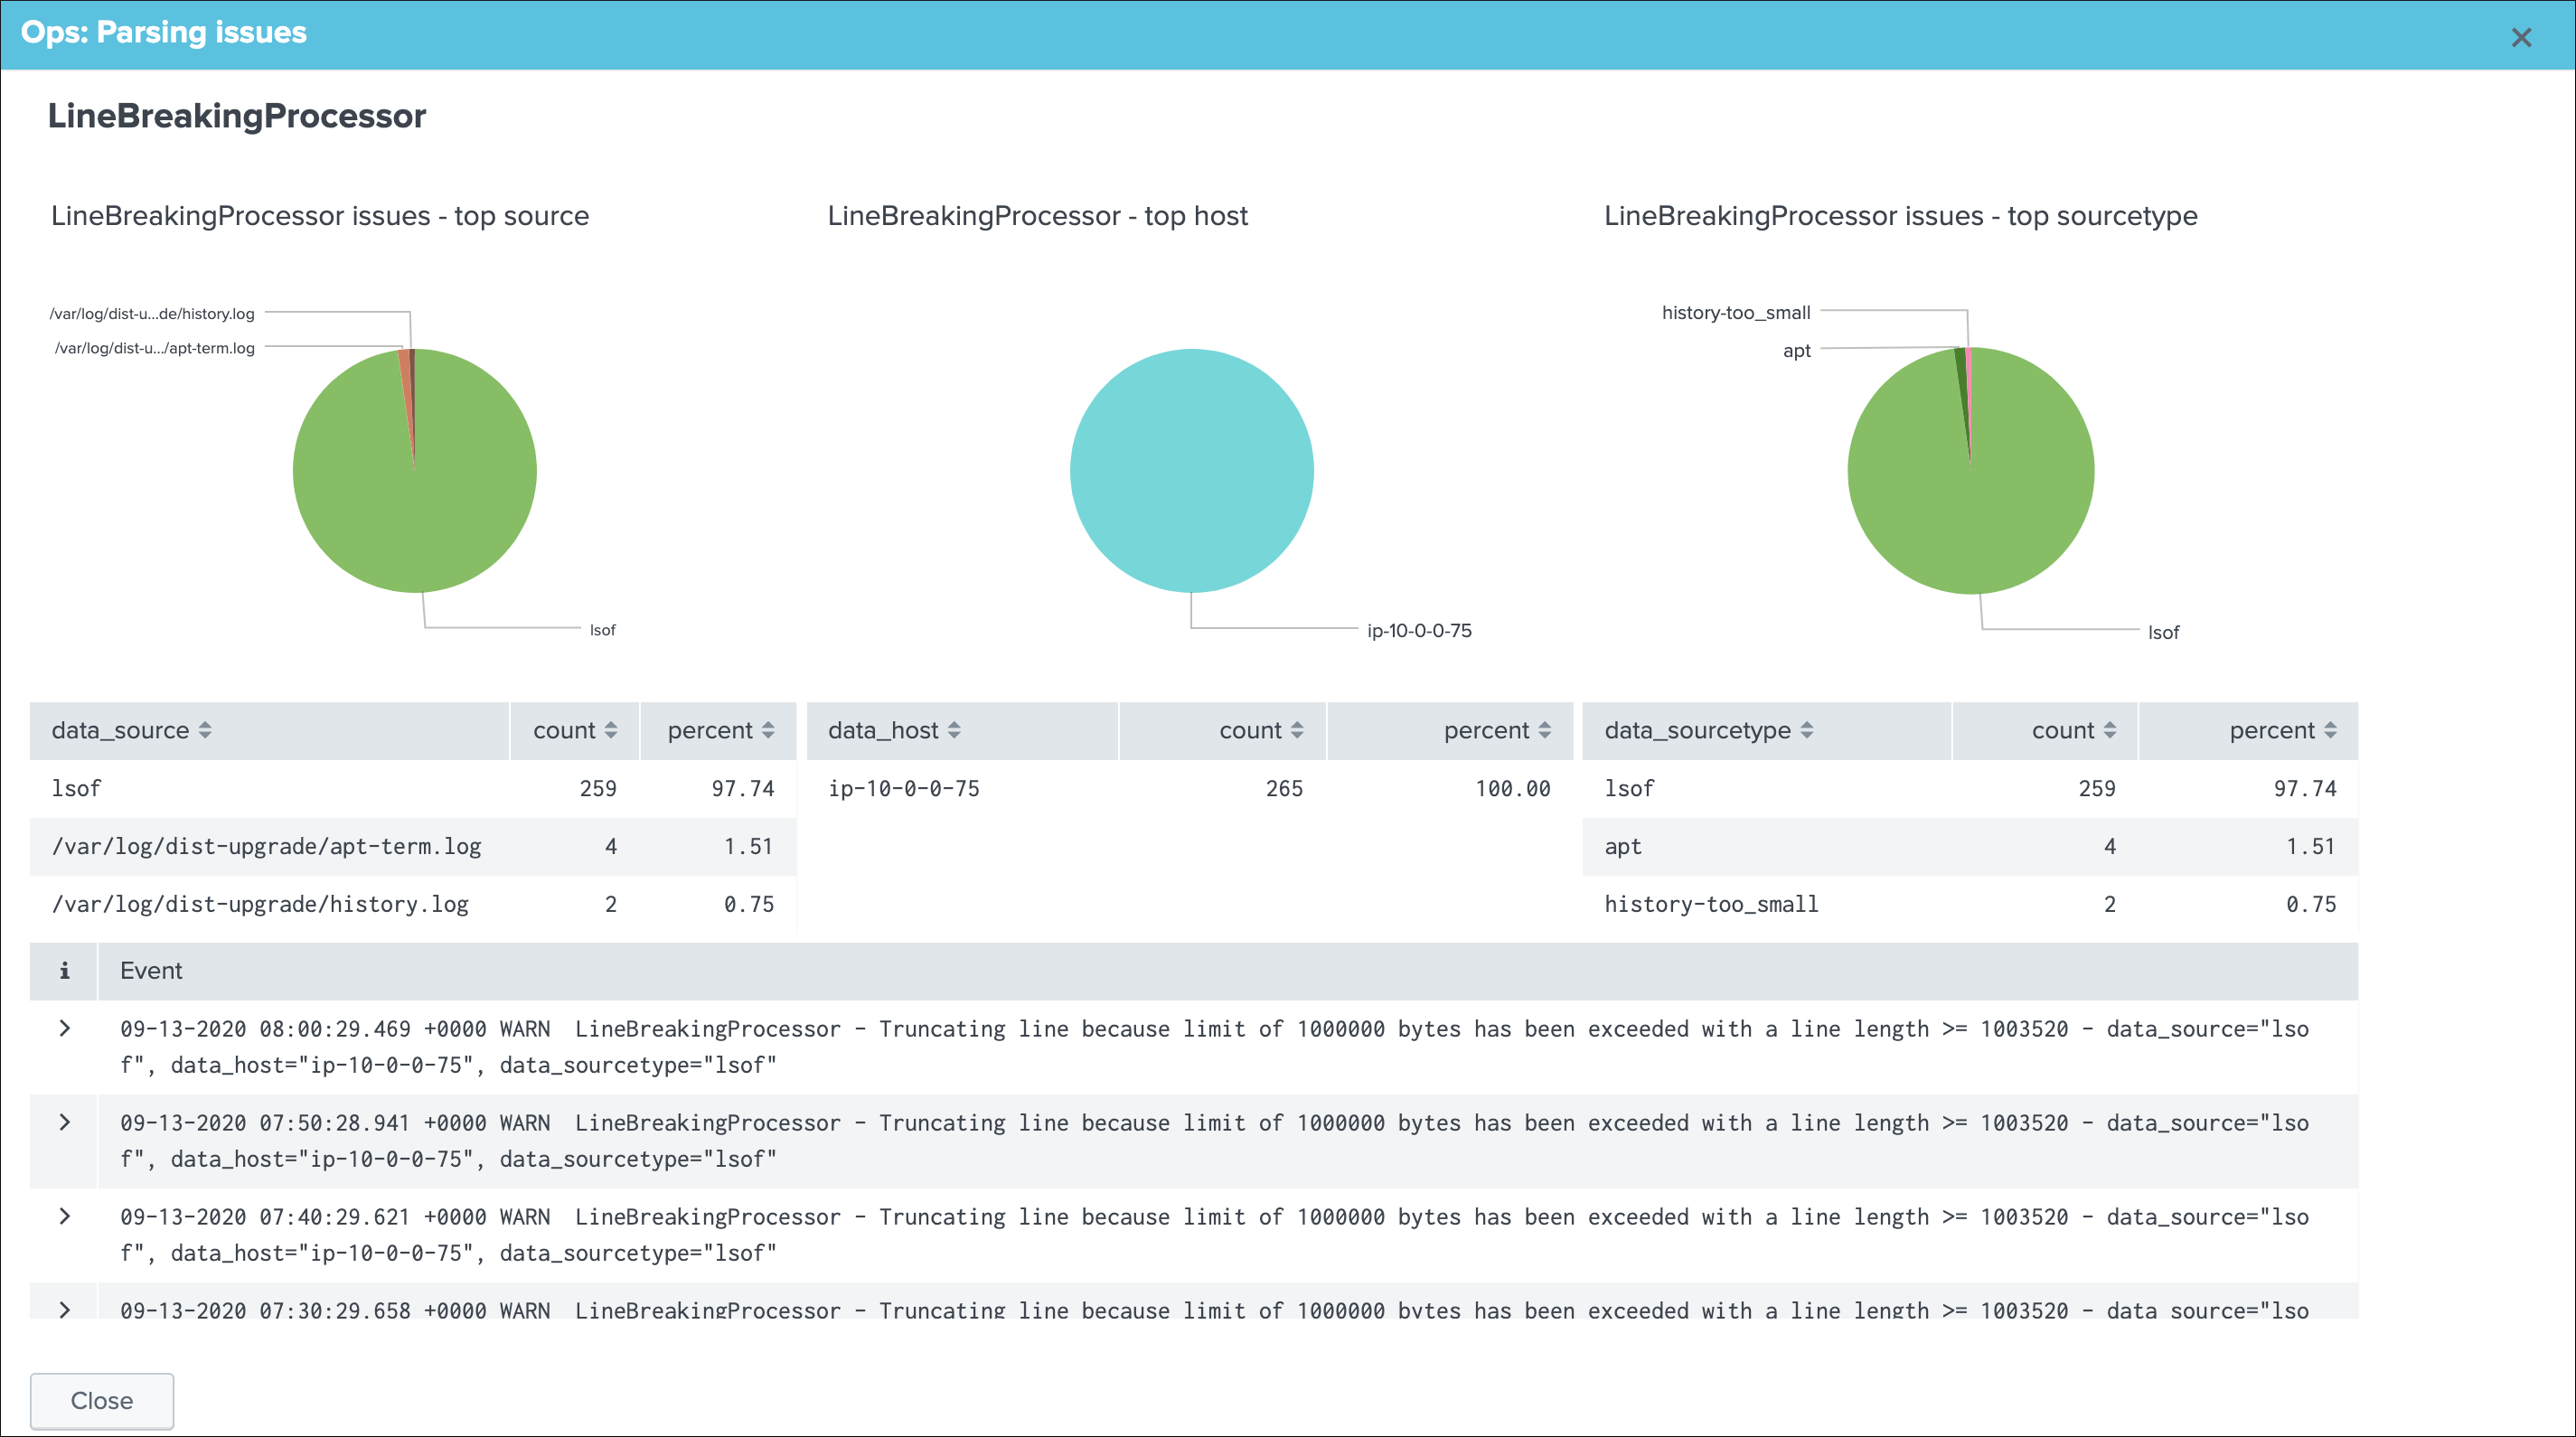 Ops: Parsing issues
LineBreakingProcessor
LineBreakingProcessor issues - top source
LineBreakingProcessor - top host
LineBreakingProcessor issues - top sourcetype
/var/log/dist-u...de/history.log
/var/log/dist-u.../apt-term.log
lsof
ip-10-0-0-75
history-too_small
apt
lsof
data_source count percent
lsof 259 97.74
/var/log/dist-upgrade/apt-term.log 4 1.51
/var/log/dist-upgrade/history.log 2 0.75
data_host count percent
ip-10-0-0-75 265 100.00
data_sourcetype count percent
lsof 259 97.74
apt 4 1.51
history-too_small 2 0.75
i Event
09-13-2020 08:00:29.469 +0000 WARN  LineBreakingProcessor - Truncating line because limit of 1000000 bytes has been exceeded with a line length >= 1003520 - data_source="lso
f", data_host="ip-10-0-0-75", data_sourcetype="lsof"
09-13-2020 07:50:28.941 +0000 WARN  LineBreakingProcessor - Truncating line because limit of 1000000 bytes has been exceeded with a line length >= 1003520 - data_source="lso
f", data_host="ip-10-0-0-75", data_sourcetype="lsof"
09-13-2020 07:40:29.621 +0000 WARN  LineBreakingProcessor - Truncating line because limit of 1000000 bytes has been exceeded with a line length >= 1003520 - data_source="lso
f", data_host="ip-10-0-0-75", data_sourcetype="lsof"
09-13-2020 07:30:29.658 +0000 WARN  LineBreakingProcessor - Truncating line because limit of 1000000 bytes has been exceeded with a line length >= 1003520 - data_source="lso
Close